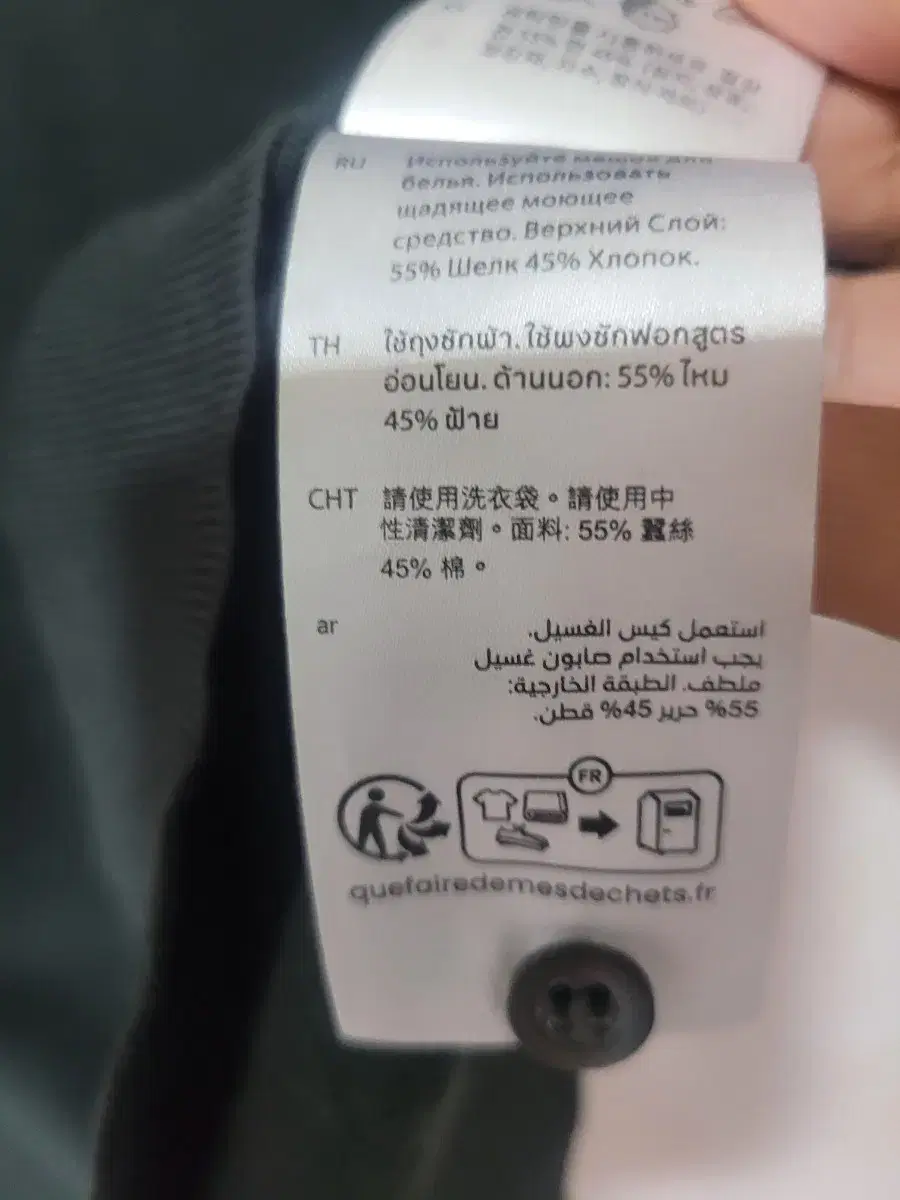 RU Используйте мешок для
белья. Использовать
щадящее моющее
средство. Верхний Слой:
55% Шелк 45% Хлопок.
TH ใช้ถุงซักผ้า. ใช้ผงซักฟอกสูตร
อ่อนโยน. ด้านนอก: 55% ไหม
45% ฝ้าย
CHT 請使用洗衣袋。請使用中
性清潔劑。面料: 55% 蠶絲
45% 棉。
ar استعمل كيس الغسيل.
يجب استخدام صابون غسيل
ملطف. الطبقة الخارجية:
55% حرير 45% قطن.
FR
quefairedemesdechets.fr